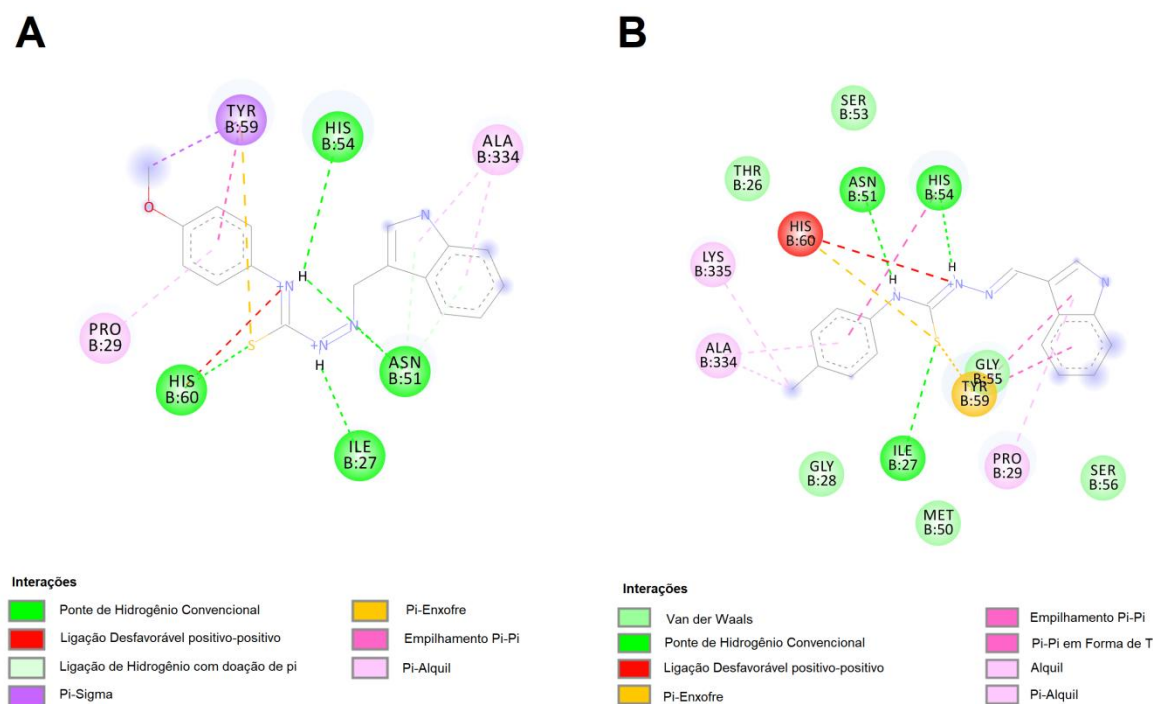 A
B
TYR
B:59
HIS
B:54
ALA
B:334
H
N
O
+N
PRO
B:29
S
N
+N
H
HIS
B:60
ASN
B:51
ILE
B:27
SER
B:53
THR
B:26
ASN
B:51
HIS
B:54
HIS
B:60
LYS
B:335
H
H
N
+N
N
N
S
ALA
B:334
GLY
B:55
TYR
B:59
GLY
B:28
ILE
B:27
PRO
B:29
SER
B:56
MET
B:50
Interações
Ponte de Hidrogênio Convencional
Ligação Desfavorável positivo-positivo
Ligação de Hidrogênio com doação de pi
Pi-Sigma
Pi-Enxofre
Empilhamento Pi-Pi
Pi-Alquil
Interações
Van der Waals
Ponte de Hidrogênio Convencional
Ligação Desfavorável positivo-positivo
Pi-Enxofre
Empilhamento Pi-Pi
Pi-Pi em Forma de T
Alquil
Pi-Alquil